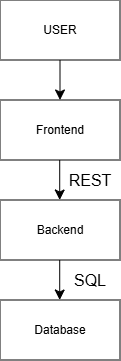 USER
Frontend
REST
Backend
SQL
Database